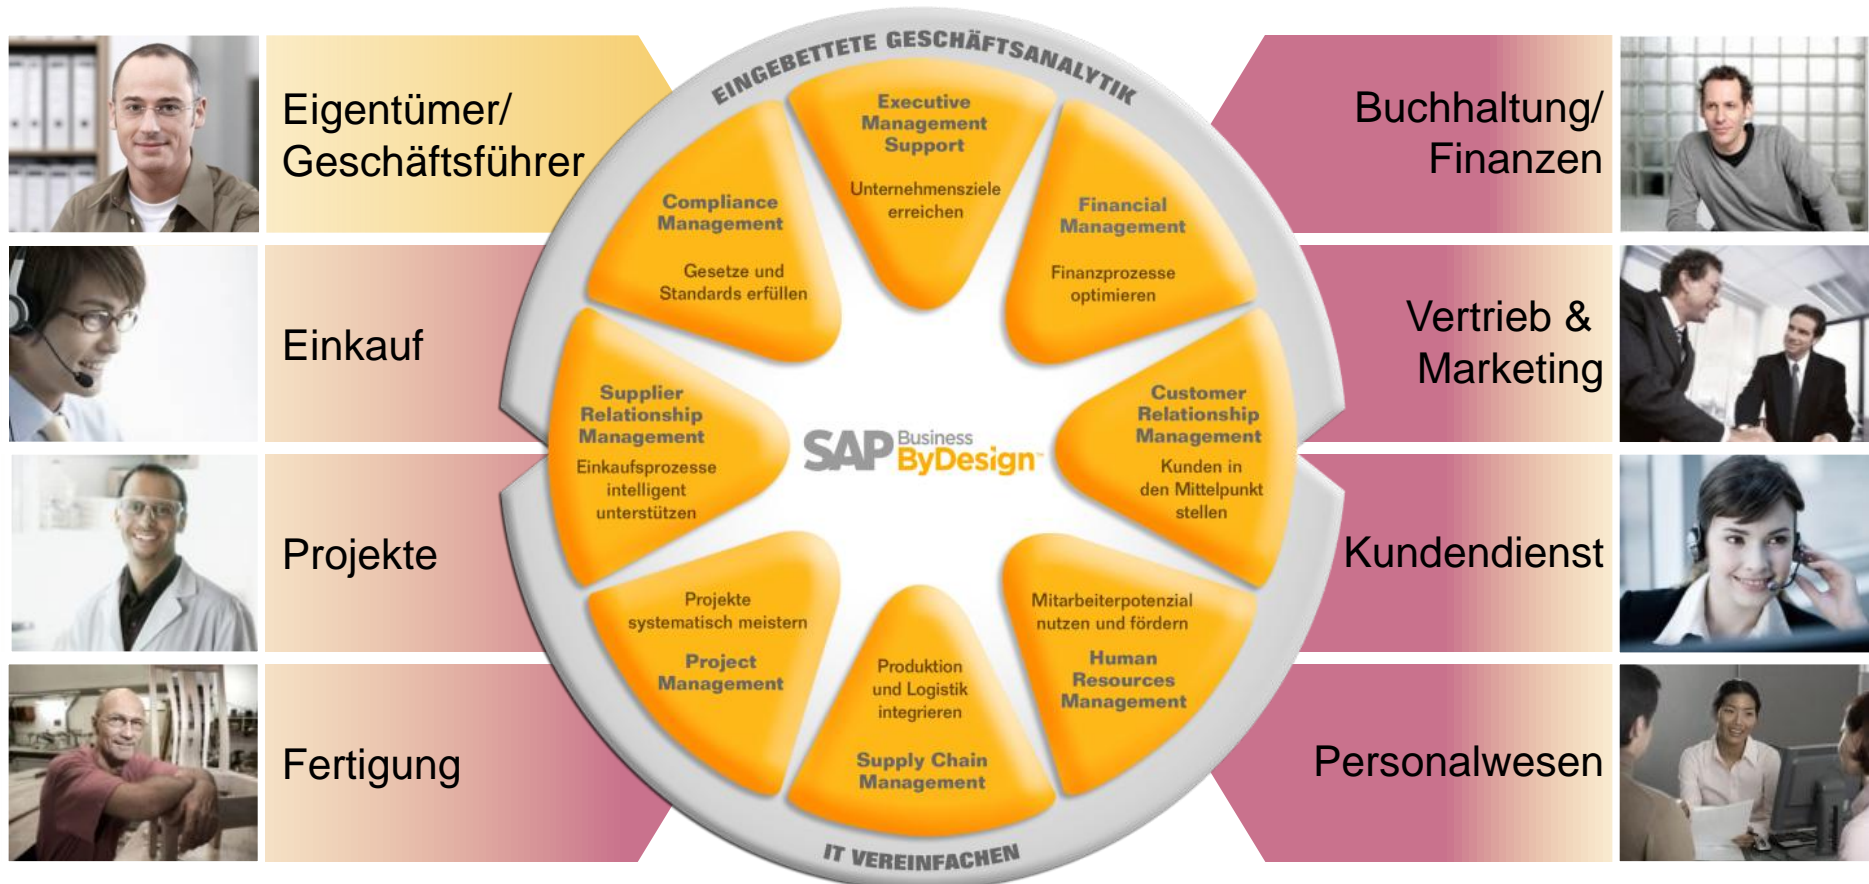 Eigentümer/
Geschäftsführer
Einkauf
Projekte
Fertigung
EINGEBETTETE GESCHÄFTSANALYTIK
Executive
Management
Support
Unternehmensziele
erreichen
Compliance
Management
Gesetze und
Standards erfüllen
Financial
Management
Finanzprozesse
optimieren
Supplier
Relationship
Management
Einkaufsprozesse
intelligent
unterstützen
SAP Business
ByDesign™
Customer
Relationship
Management
Kunden in
den Mittelpunkt
stellen
Projekte
systematisch meistern
Project
Management
Produktion
und Logistik
integrieren
Supply Chain
Management
Mitarbeiterpotenzial
nutzen und fördern
Human
Resources
Management
IT VEREINFACHEN
Buchhaltung/
Finanzen
Vertrieb &
Marketing
Kundendienst
Personalwesen